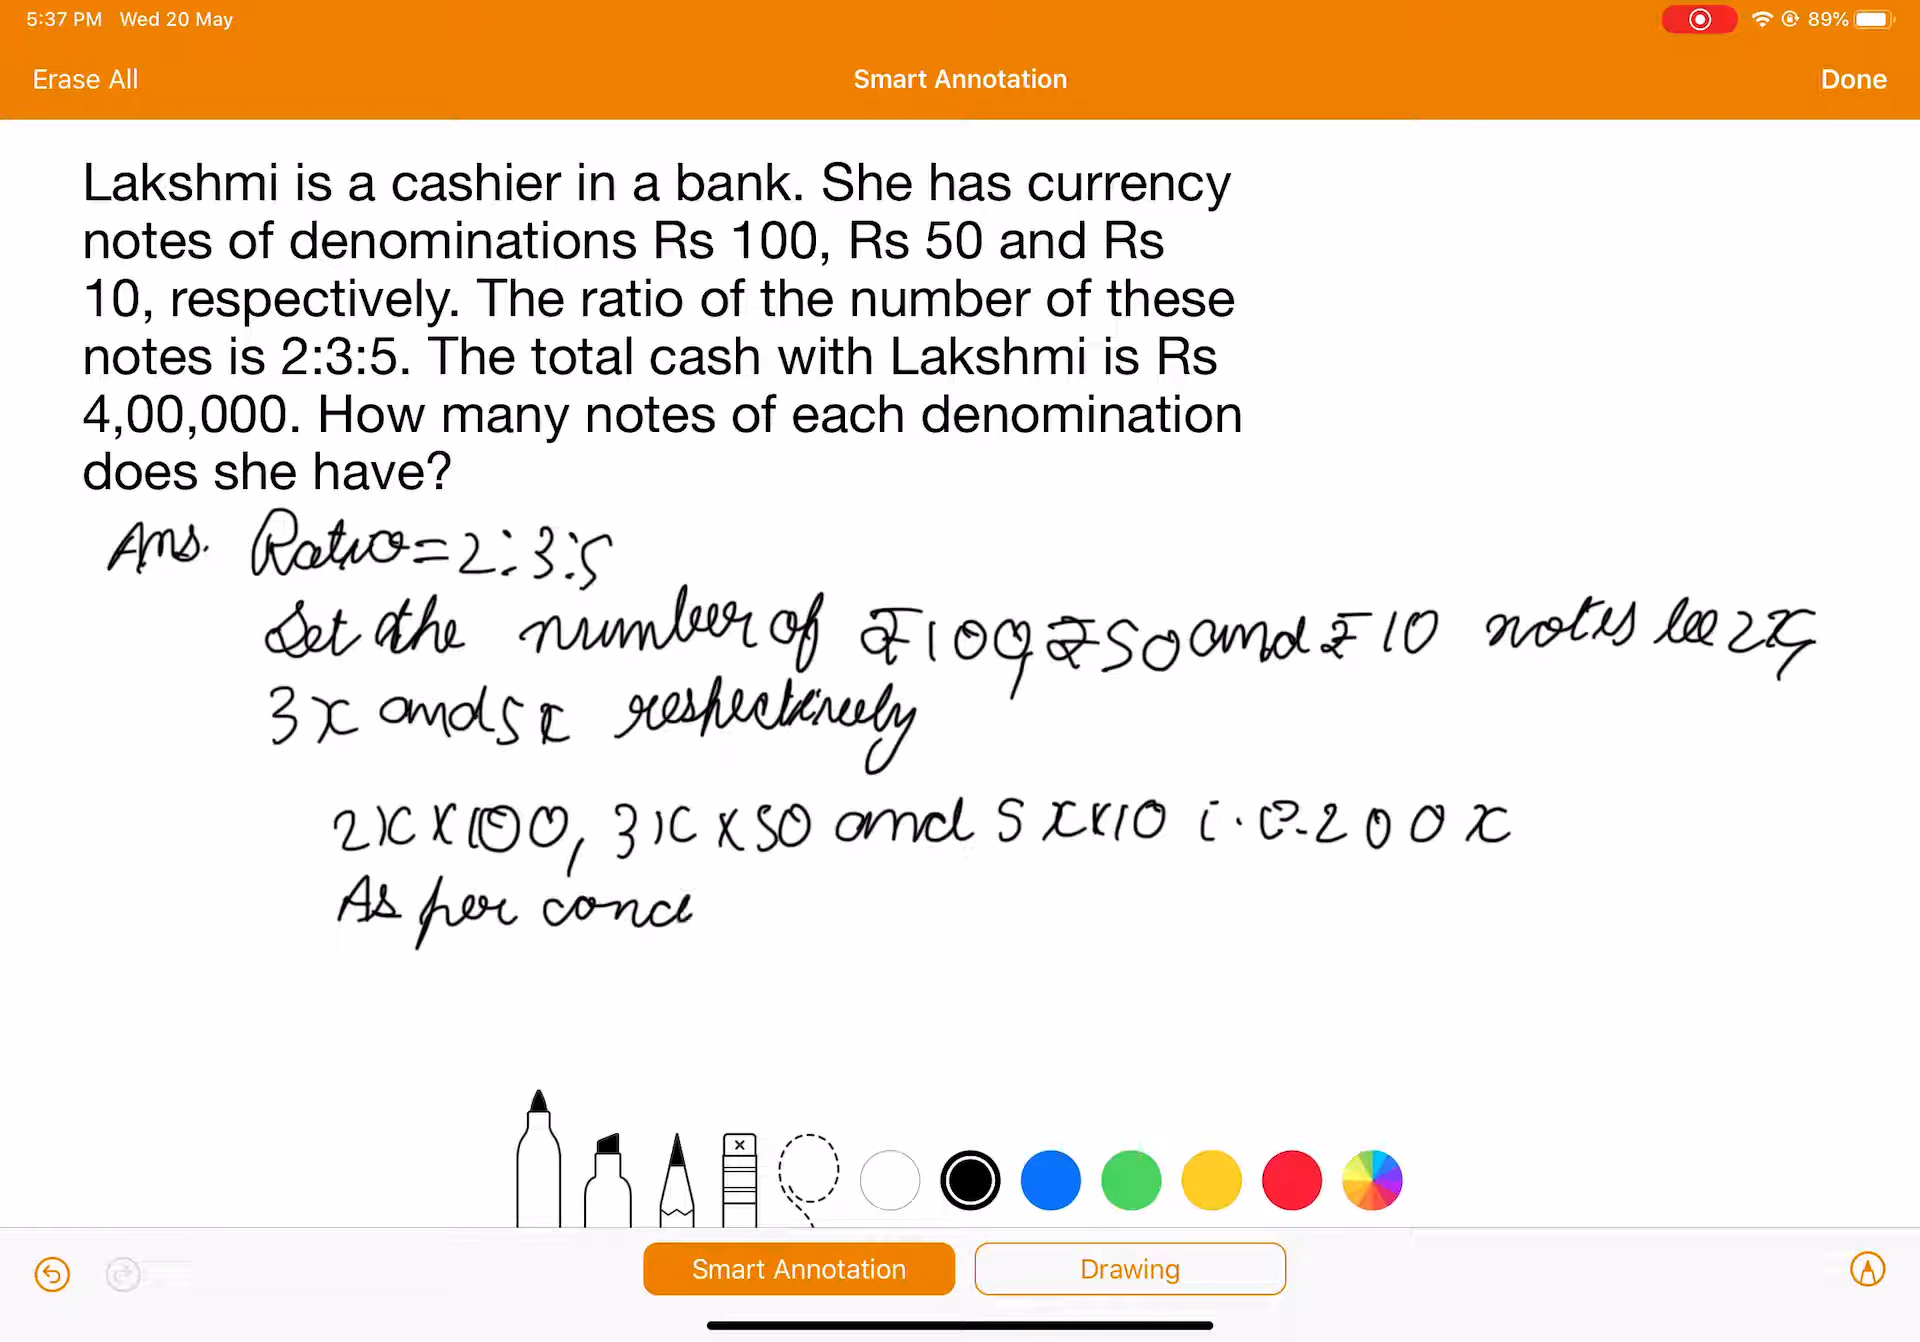 5:37 PM Wed 20 May 89%
Erase All Smart Annotation Done
Lakshmi is a cashier in a bank. She has currency
notes of denominations Rs 100, Rs 50 and Rs
10, respectively. The ratio of the number of these
notes is 2:3:5. The total cash with Lakshmi is Rs
4,00,000. How many notes of each denomination
does she have?
Ans. Ratio=2:3:5
Let the number of ₹100, ₹50 and ₹10 notes be 2x,
3x and 5x respectively
2x×100, 3x×50 and 5x×10 i.e. 200x
As per cond
Smart Annotation Drawing